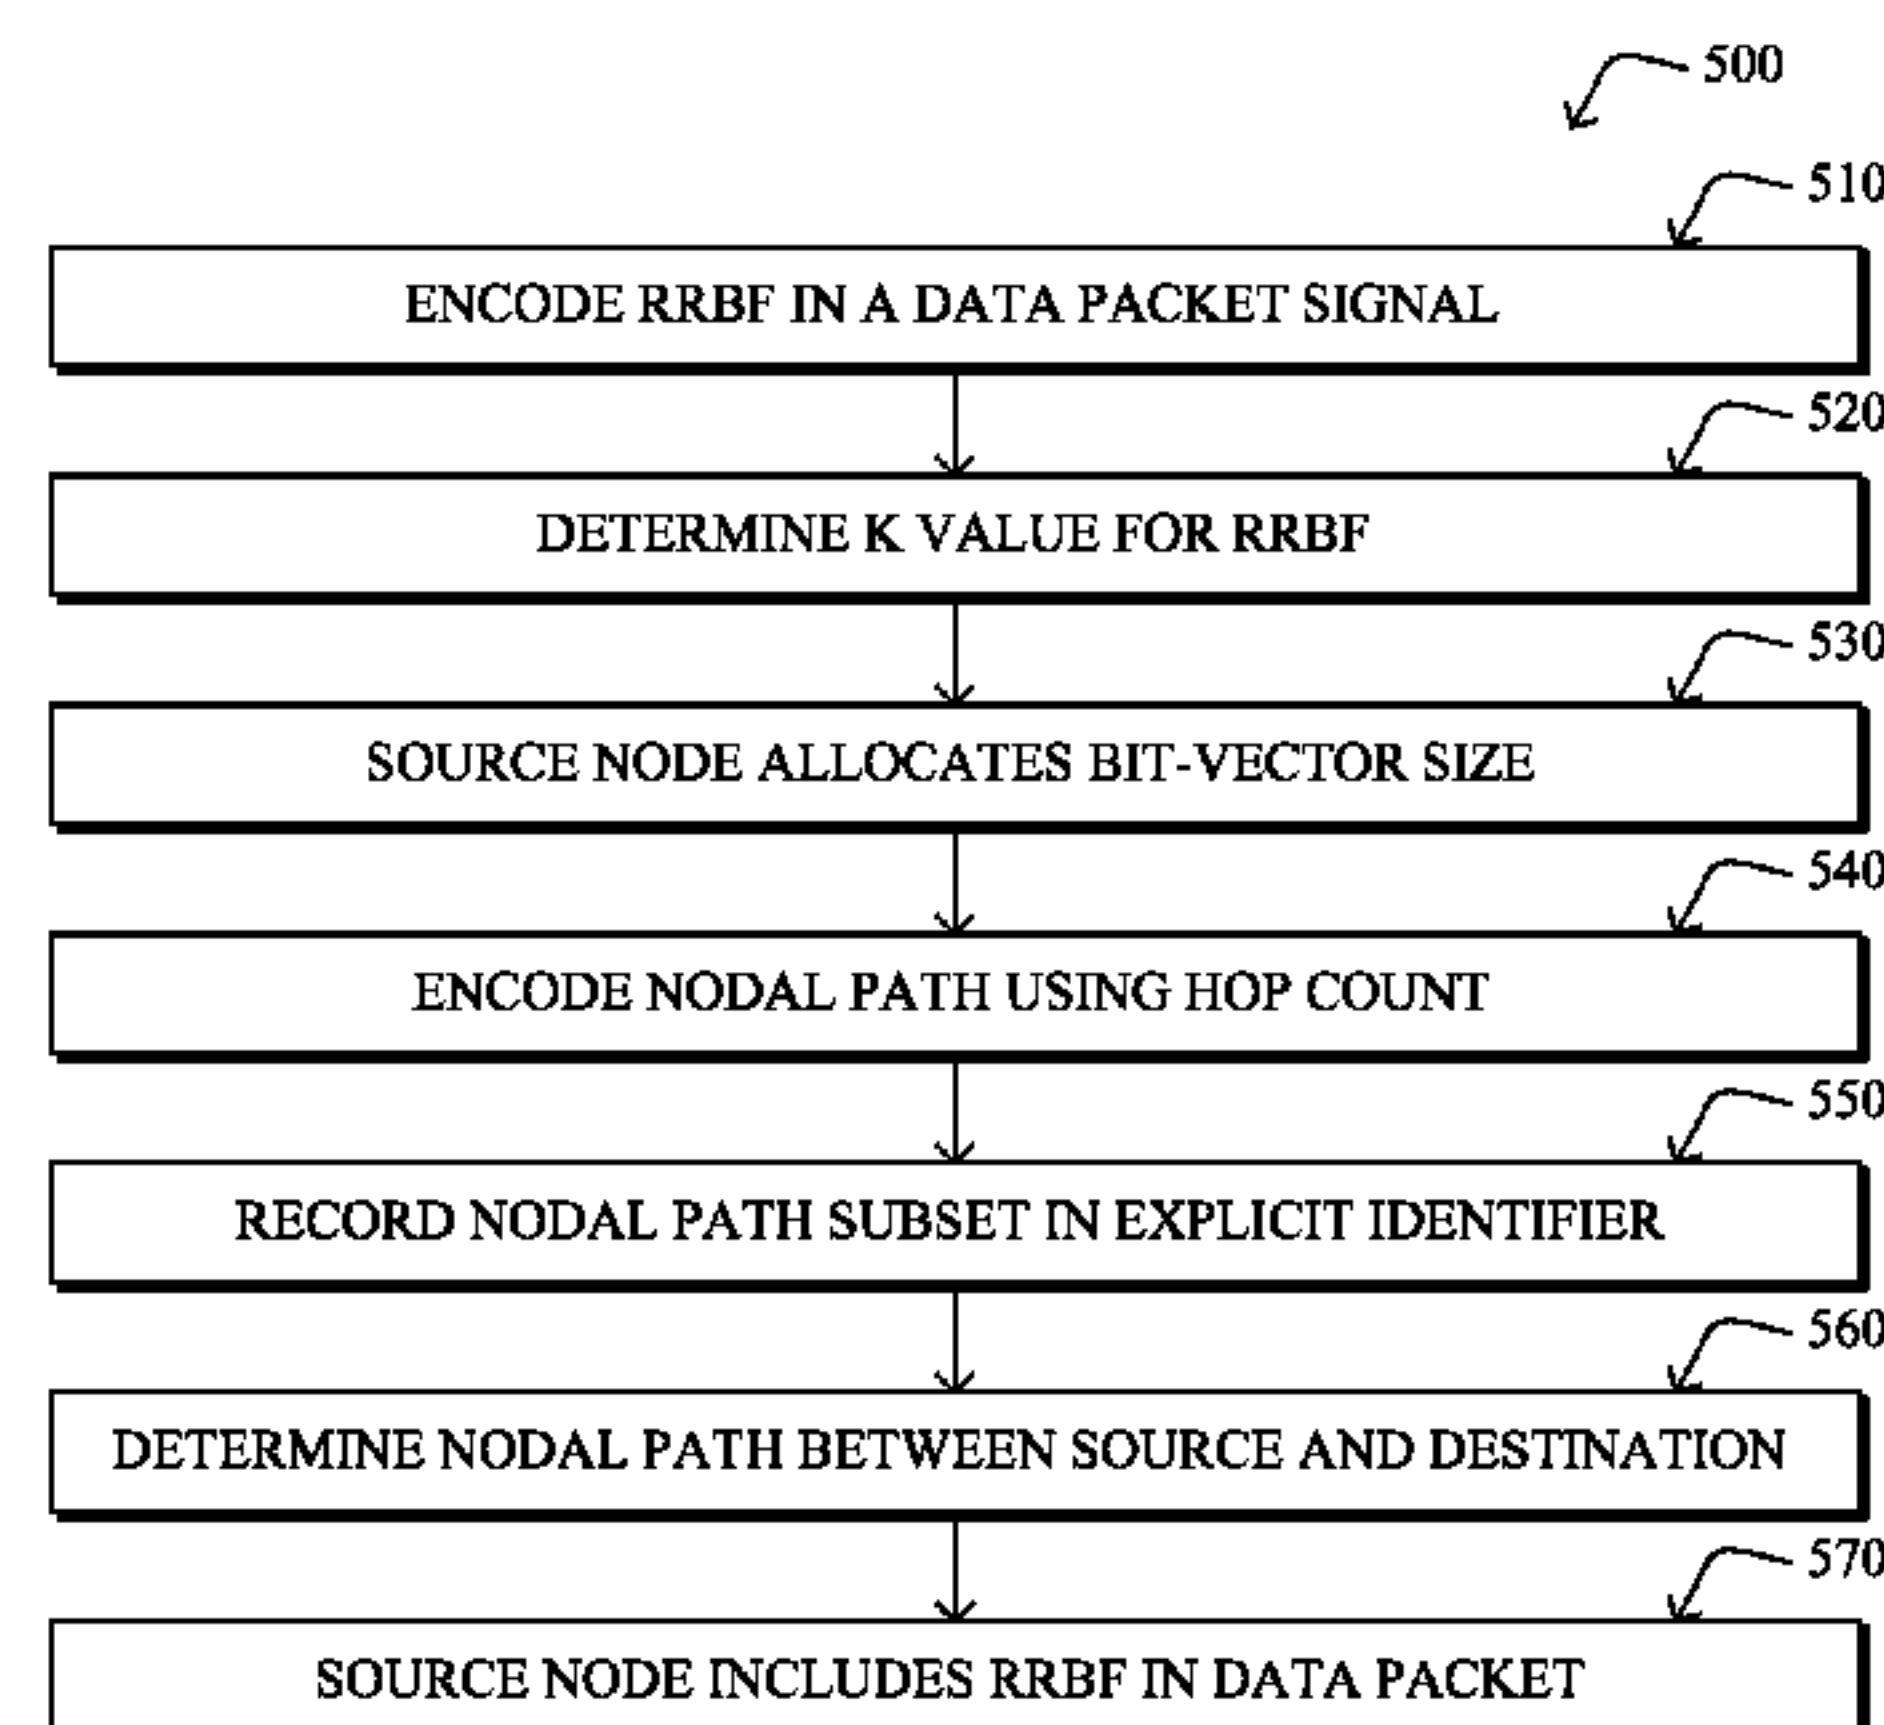 500
510
ENCODE RRBF IN A DATA PACKET SIGNAL
520
DETERMINE K VALUE FOR RRBF
530
SOURCE NODE ALLOCATES BIT-VECTOR SIZE
540
ENCODE NODAL PATH USING HOP COUNT
550
RECORD NODAL PATH SUBSET IN EXPLICIT IDENTIFIER
560
DETERMINE NODAL PATH BETWEEN SOURCE AND DESTINATION
570
SOURCE NODE INCLUDES RRBF IN DATA PACKET